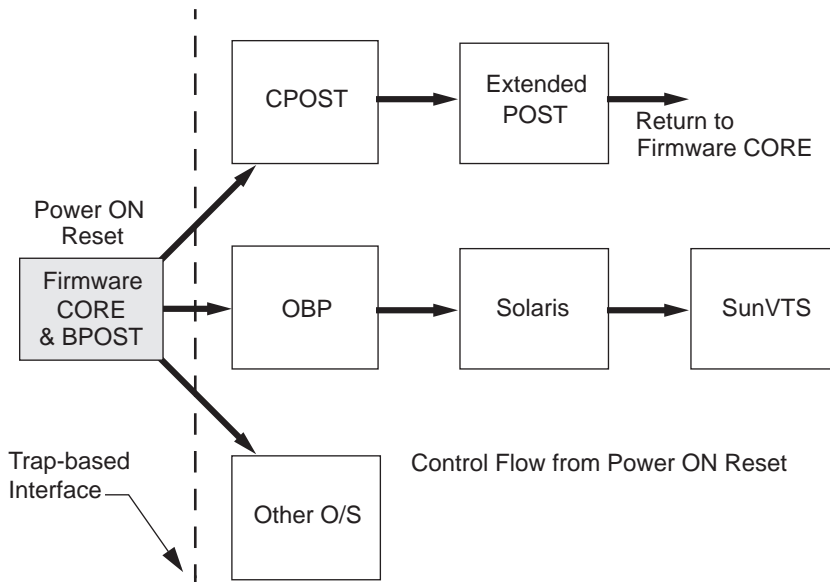 CPOST
Extended
POST
Return to
Firmware CORE
Power ON
Reset
Firmware
CORE
& BPOST
OBP
Solaris
SunVTS
Trap-based
Interface
Other O/S
Control Flow from Power ON Reset